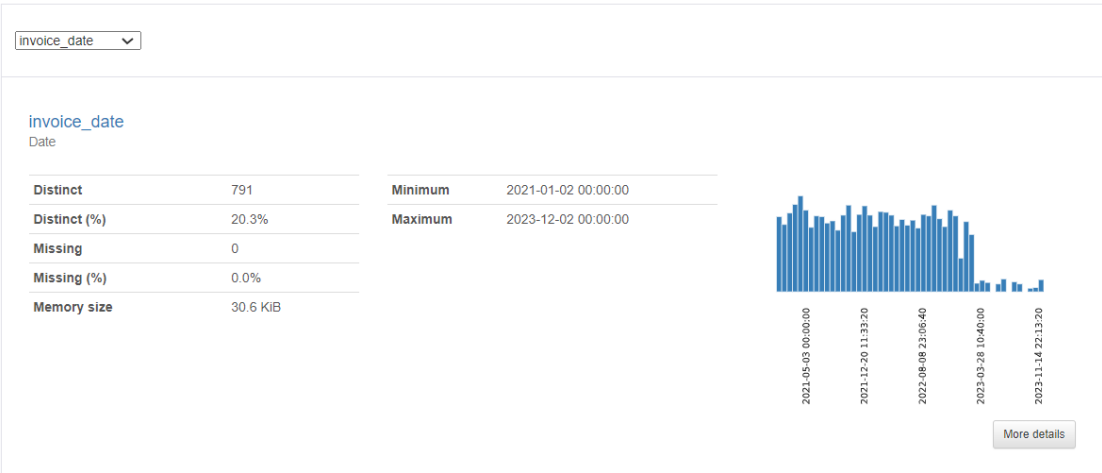 invoice_date
invoice_date
Date
Distinct 791
Distinct (%) 20.3%
Missing 0
Missing (%) 0.0%
Memory size 30.6 KiB
Minimum 2021-01-02 00:00:00
Maximum 2023-12-02 00:00:00
2021-05-03 00:00:00
2021-12-20 11:33:20
2022-08-08 23:06:40
2023-03-28 10:40:00
2023-11-14 22:13:20
More details